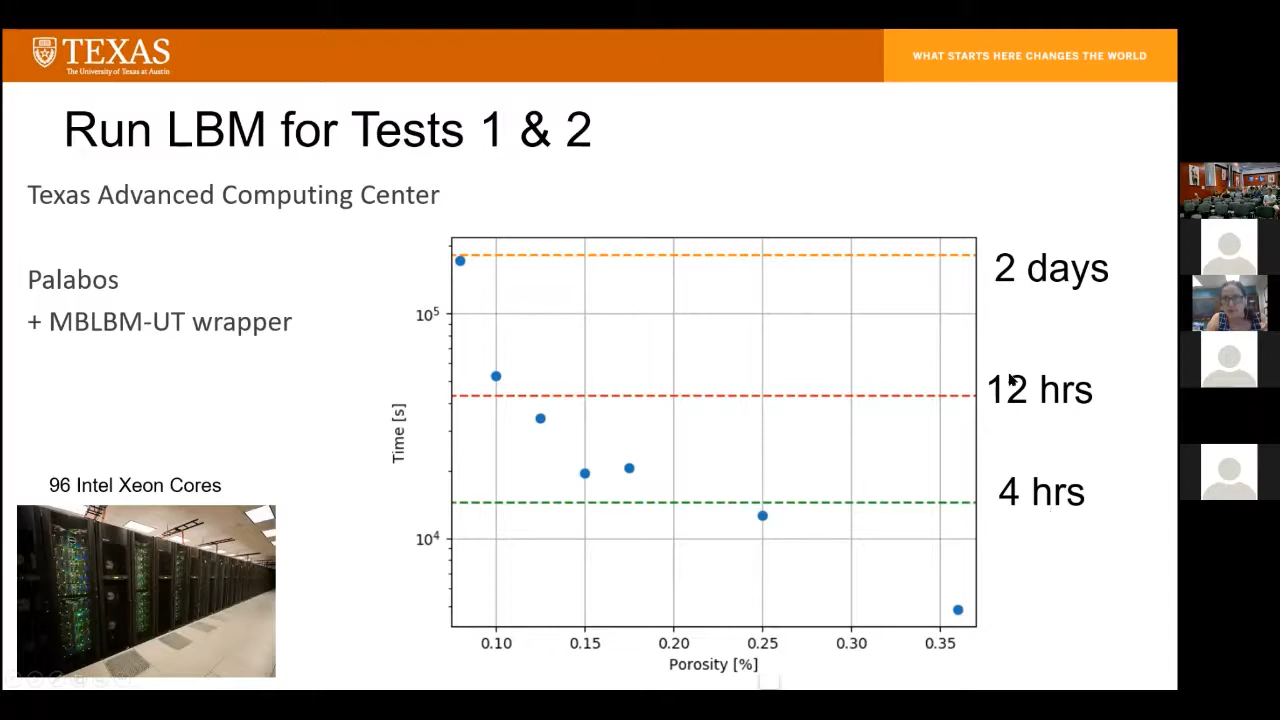 TEXAS
The University of Texas at Austin
WHAT STARTS HERE CHANGES THE WORLD
Run LBM for Tests 1 & 2
Texas Advanced Computing Center
Palabos
+ MBLBM-UT wrapper
96 Intel Xeon Cores
Time [s]
10⁵
10⁴
0.10 0.15 0.20 0.25 0.30 0.35
Porosity [%]
2 days
12 hrs
4 hrs